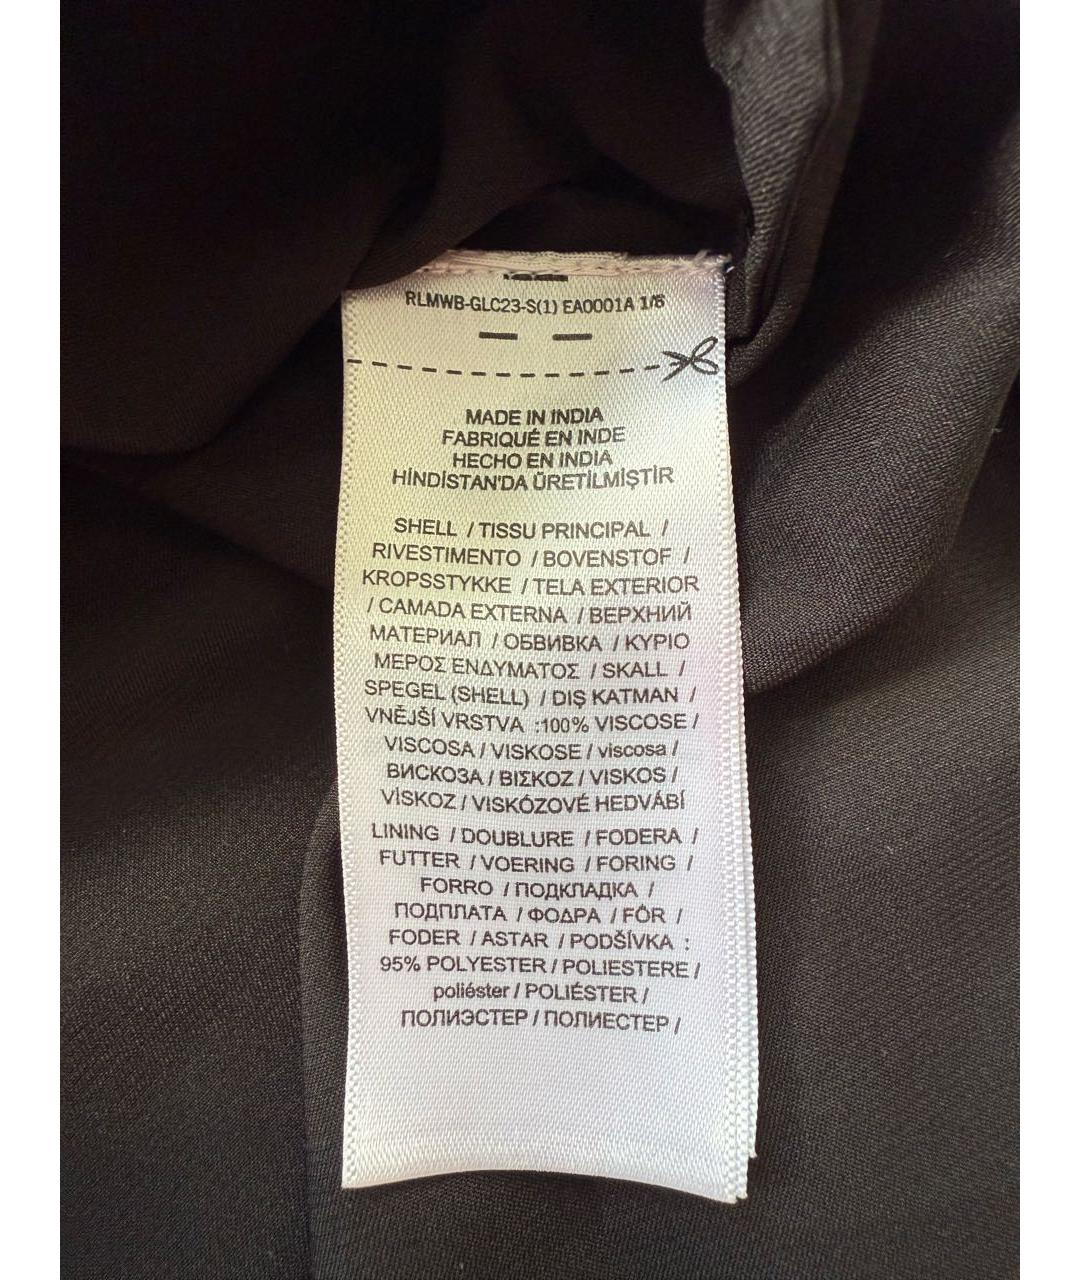 RLMWB-GLC23-S(1) EA0001A 1/6
MADE IN INDIA
FABRIQUÉ EN INDE
HECHO EN INDIA
HİNDİSTAN'DA ÜRETİLMİŞTİR
SHELL / TISSU PRINCIPAL /
RIVESTIMENTO / BOVENSTOF /
KROPSSTYKKE / TELA EXTERIOR
/ CAMADA EXTERNA / ВЕРХНИЙ
МАТЕРИАЛ / ОБВИВКА / ΚΥΡΙΟ
ΜΕΡΟΣ ΕΝΔΥΜΑΤΟΣ / SKALL /
SPEGEL (SHELL) / DIŞ KATMAN /
VNĚJŠÍ VRSTVA :100% VISCOSE /
VISCOSA / VISKOSE / viscosa /
ВИСКОЗА / ΒΙΣΚΟΖ / VISKOS /
VİSKOZ / VISKÓZOVÉ HEDVÁBÍ
LINING / DOUBLURE / FODERA /
FUTTER / VOERING / FORING /
FORRO / ПОДКЛАДКА /
ПОДПЛАТА / ΦΟΔΡΑ / FÔR /
FODER / ASTAR / PODŠÍVKA :
95% POLYESTER / POLIESTERE /
poliéster / POLIÉSTER /
ПОЛИЭСТЕР / ПОЛИЕСТЕР /